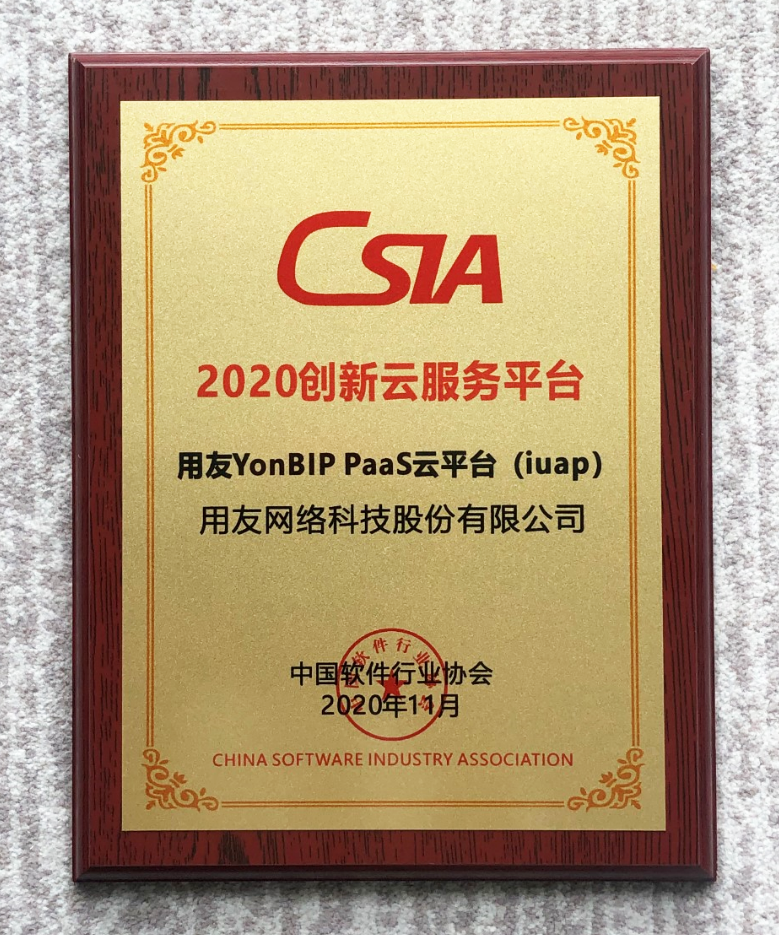 CSIA
2020创新云服务平台
用友YonBIP PaaS云平台（iuap）
用友网络科技股份有限公司
中国软件行业协会
2020年11月
CHINA SOFTWARE INDUSTRY ASSOCIATION